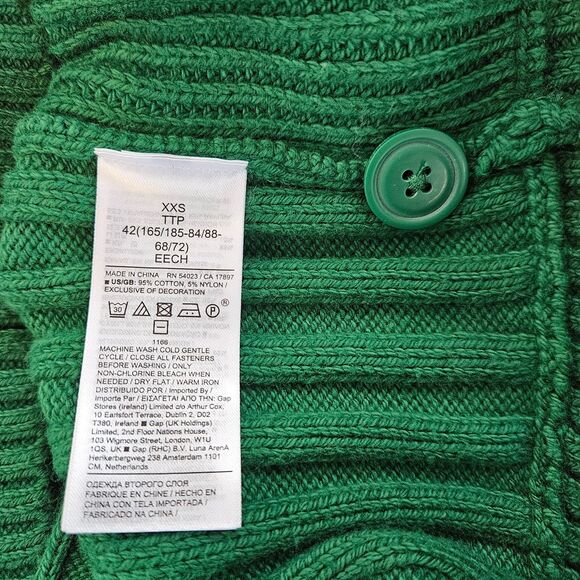 XXS
TTP
42(165/185-84/88-
68/72)
EECH
MADE IN CHINA RN 54023 / CA 17897
■ US/GB: 95% COTTON, 5% NYLON /
EXCLUSIVE OF DECORATION
30 P ®
1166
MACHINE WASH COLD GENTLE
CYCLE / CLOSE ALL FASTENERS
BEFORE WASHING / ONLY
NON-CHLORINE BLEACH WHEN
NEEDED / DRY FLAT / WARM IRON
DISTRIBUIDO POR / Imported By /
Importe Par / ΕΙΣΑΓΕΤΑΙ ΑΠΟ ΤΗΝ: Gap
Stores (Ireland) Limited c/o Arthur Cox,
10 Earlsfort Terrace, Dublin 2, D02
T380, Ireland ■ Gap (UK Holdings)
Limited, 2nd Floor Nations House,
103 Wigmore Street, London, W1U
1QS, UK ■ Gap (RHC) B.V. Luna ArenA
Herikerbergweg 238 Amsterdam 1101
CM, Netherlands
ОДЕЖДА ВТОРОГО СЛОЯ
FABRIQUE EN CHINE / HECHO EN
CHINA CON TELA IMPORTADA /
FABRICADO NA CHINA